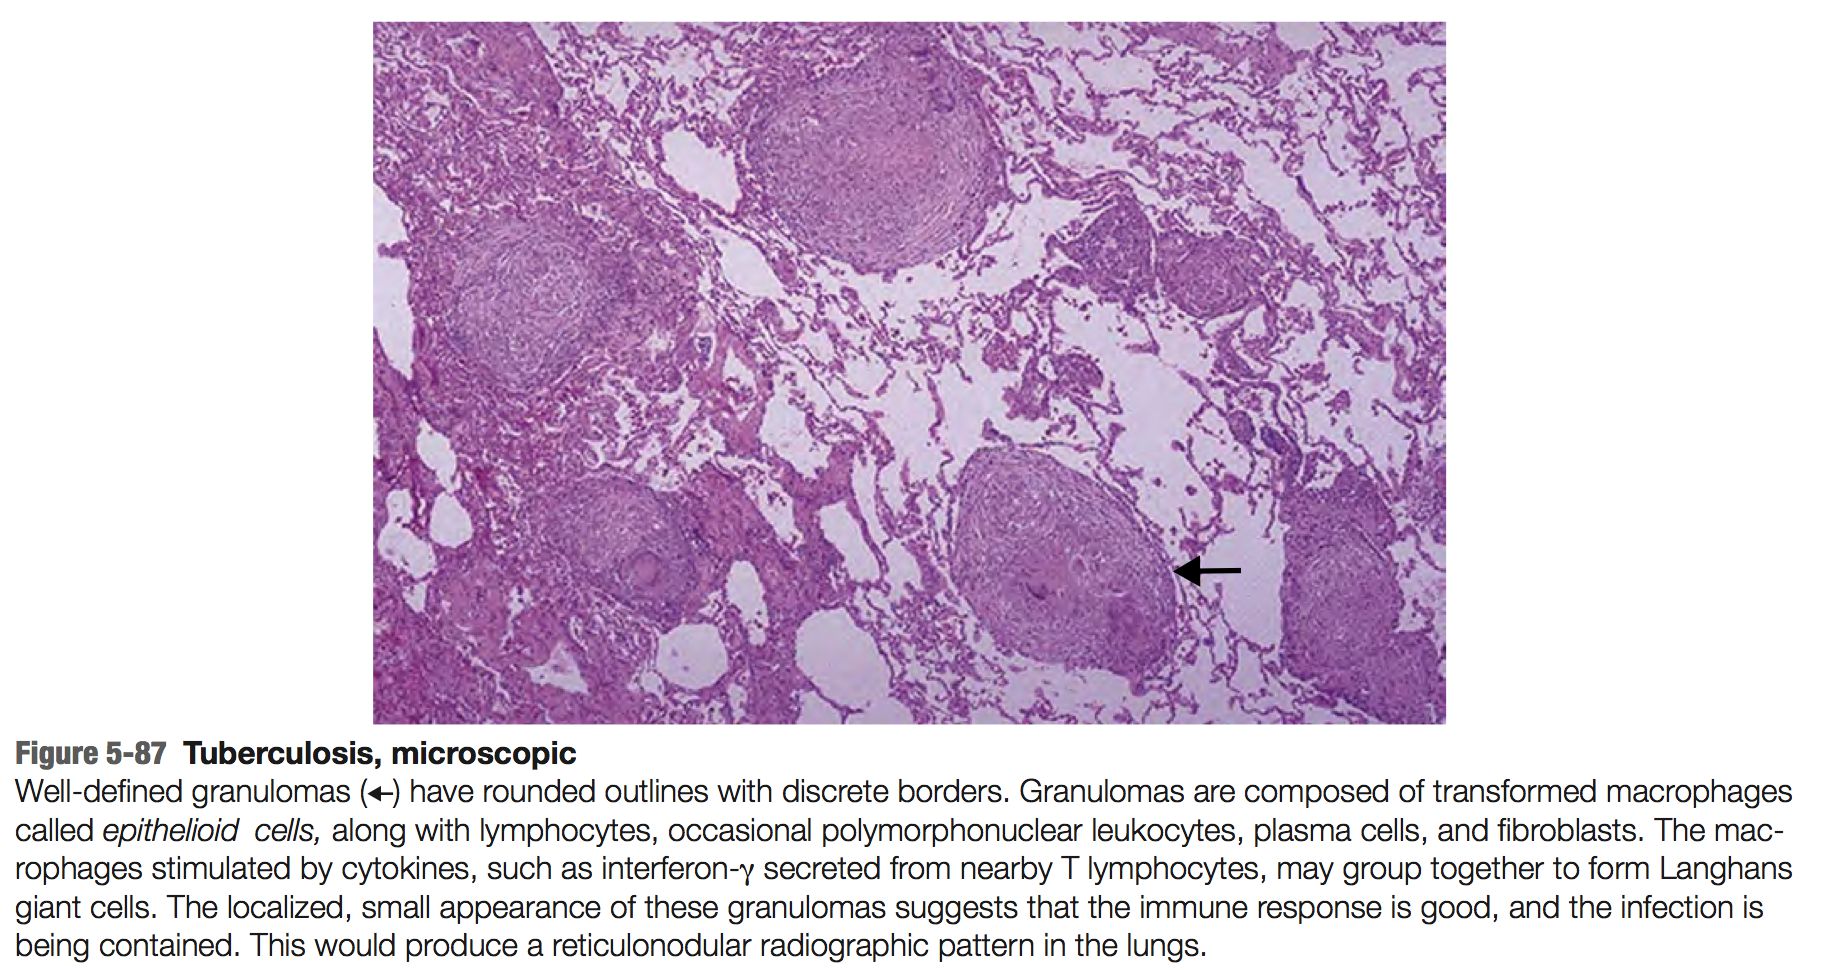 Figure 5-87 Tuberculosis, microscopic
Well-defined granulomas (←) have rounded outlines with discrete borders. Granulomas are composed of transformed macrophages
called epithelioid cells, along with lymphocytes, occasional polymorphonuclear leukocytes, plasma cells, and fibroblasts. The mac-
rophages stimulated by cytokines, such as interferon-γ secreted from nearby T lymphocytes, may group together to form Langhans
giant cells. The localized, small appearance of these granulomas suggests that the immune response is good, and the infection is
being contained. This would produce a reticulonodular radiographic pattern in the lungs.